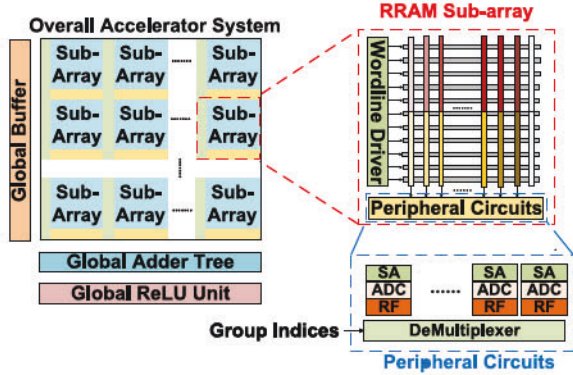 Overall Accelerator System
RRAM Sub-array
Global Buffer
Sub-
Array
Sub-
Array
.......
Sub-
Array
Sub-
Array
Sub-
Array
.......
Sub-
Array
.......
Sub-
Array
Sub-
Array
.......
Sub-
Array
Global Adder Tree
Global ReLU Unit
Wordline Driver
.......
......
Peripheral Circuits
SA
ADC
RF
......
SA
ADC
RF
SA
ADC
RF
Group Indices
DeMultiplexer
Peripheral Circuits